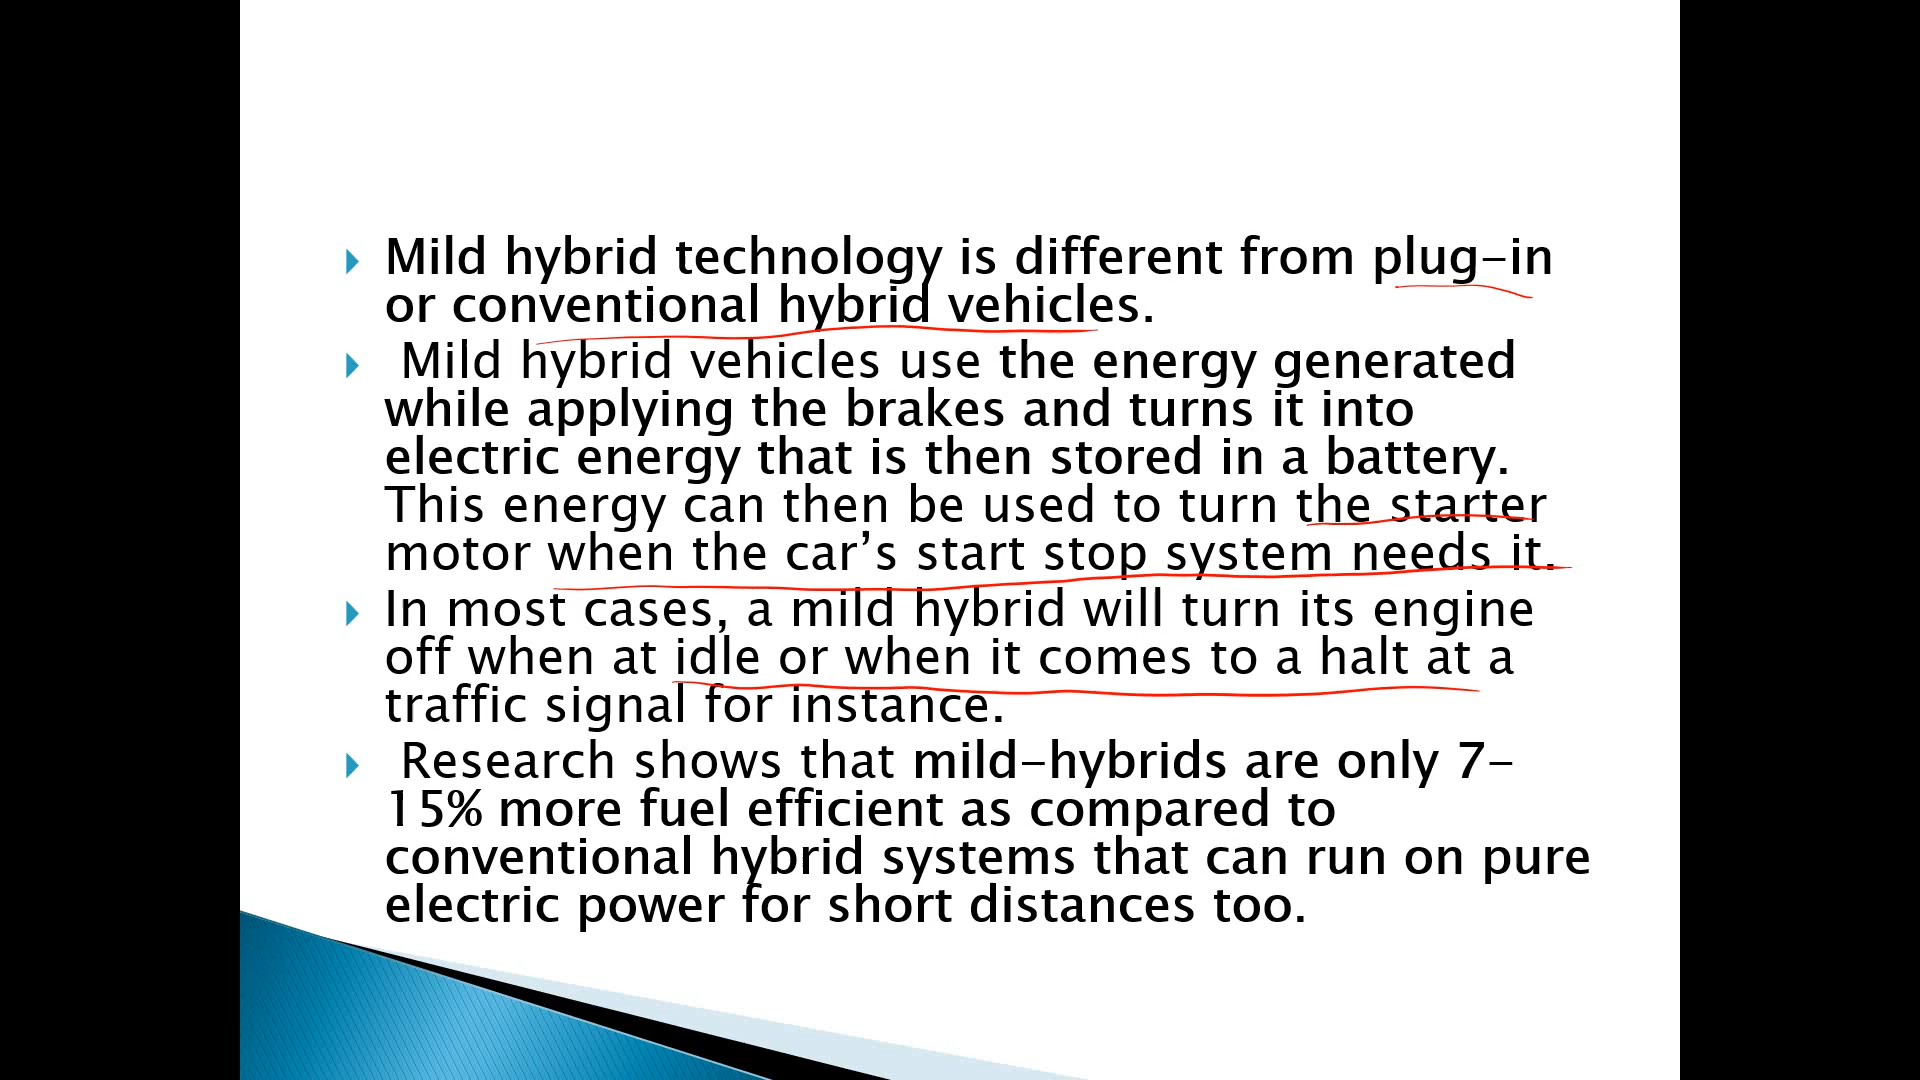 Mild hybrid technology is different from plug-in
or conventional hybrid vehicles.
Mild hybrid vehicles use the energy generated
while applying the brakes and turns it into
electric energy that is then stored in a battery.
This energy can then be used to turn the starter
motor when the car’s start stop system needs it.
In most cases, a mild hybrid will turn its engine
off when at idle or when it comes to a halt at a
traffic signal for instance.
Research shows that mild-hybrids are only 7-
15% more fuel efficient as compared to
conventional hybrid systems that can run on pure
electric power for short distances too.